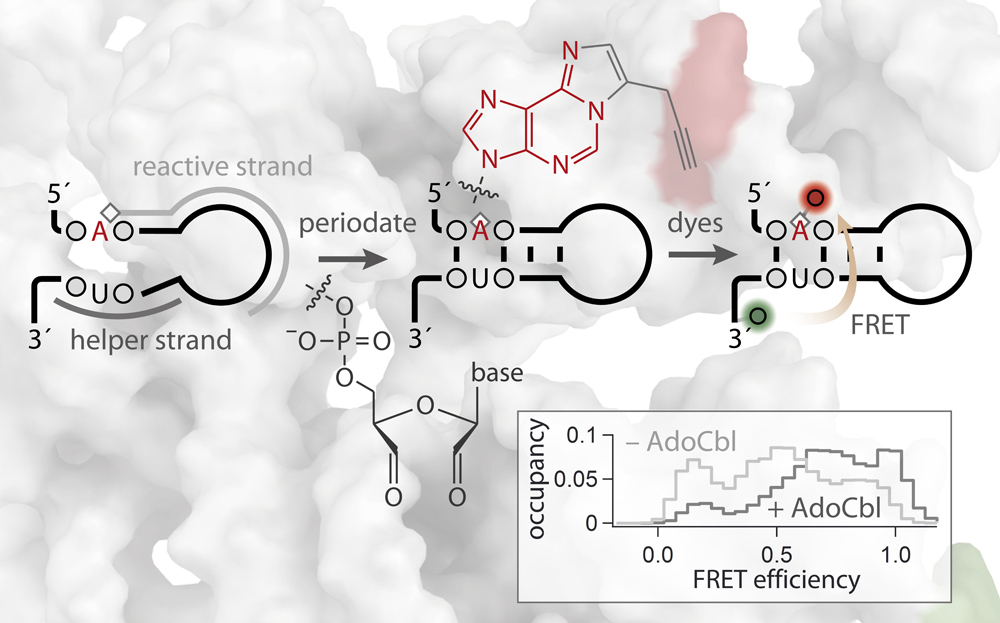 reactive strand
5´
A
U
3´
helper strand
periodate
N
N
N
N
N
N
5´
A
U
3´
O
⁻O–P=O
O
O
base
O
O
dyes
5´
A
U
3´
FRET
occupancy
0.1
0.05
0
– AdoCbl
+ AdoCbl
0.0 0.5 1.0
FRET efficiency